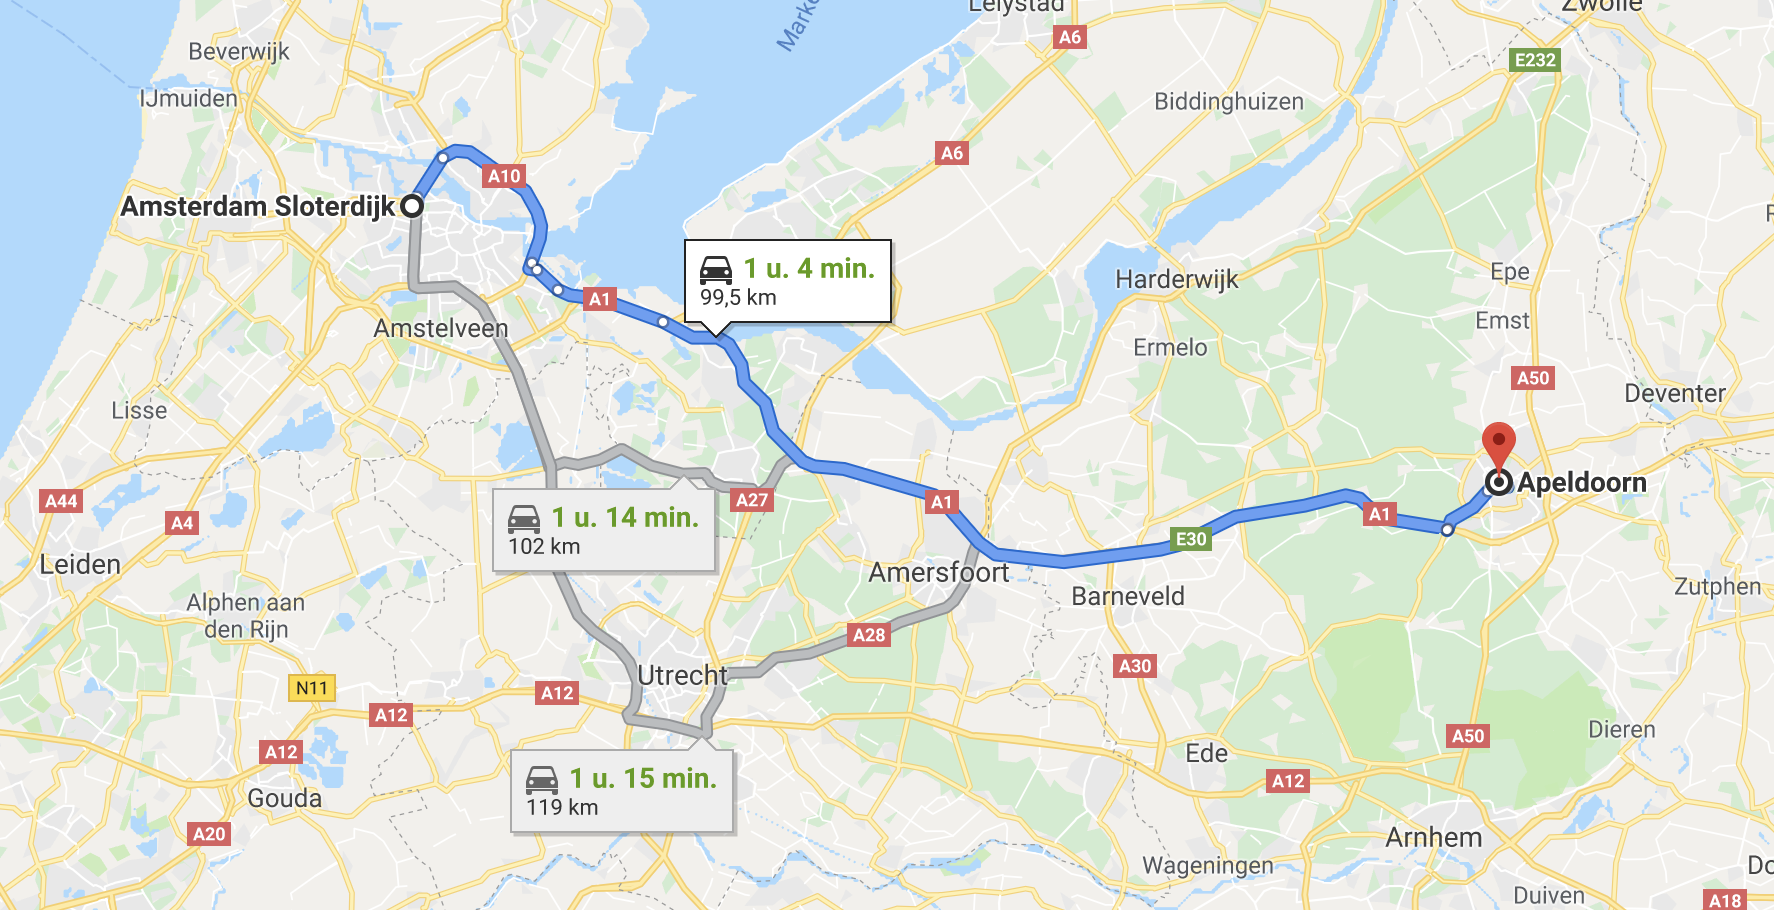 Lelystad
Zwolle
A6
Beverwijk
E232
IJmuiden
Biddinghuizen
A6
A10
Amsterdam Sloterdijk
1 u. 4 min.
99,5 km
Epe
Harderwijk
A1
Emst
Amstelveen
Ermelo
A50
Deventer
Lisse
Apeldoorn
A44
A27
A1
A4
1 u. 14 min.
102 km
A1
E30
Leiden
Amersfoort
Zutphen
Barneveld
Alphen aan
den Rijn
A28
A30
Utrecht
N11
A12
A12
Dieren
A50
A12
Ede
1 u. 15 min.
119 km
A12
Gouda
A20
Arnhem
Wageningen
Duiven
A18